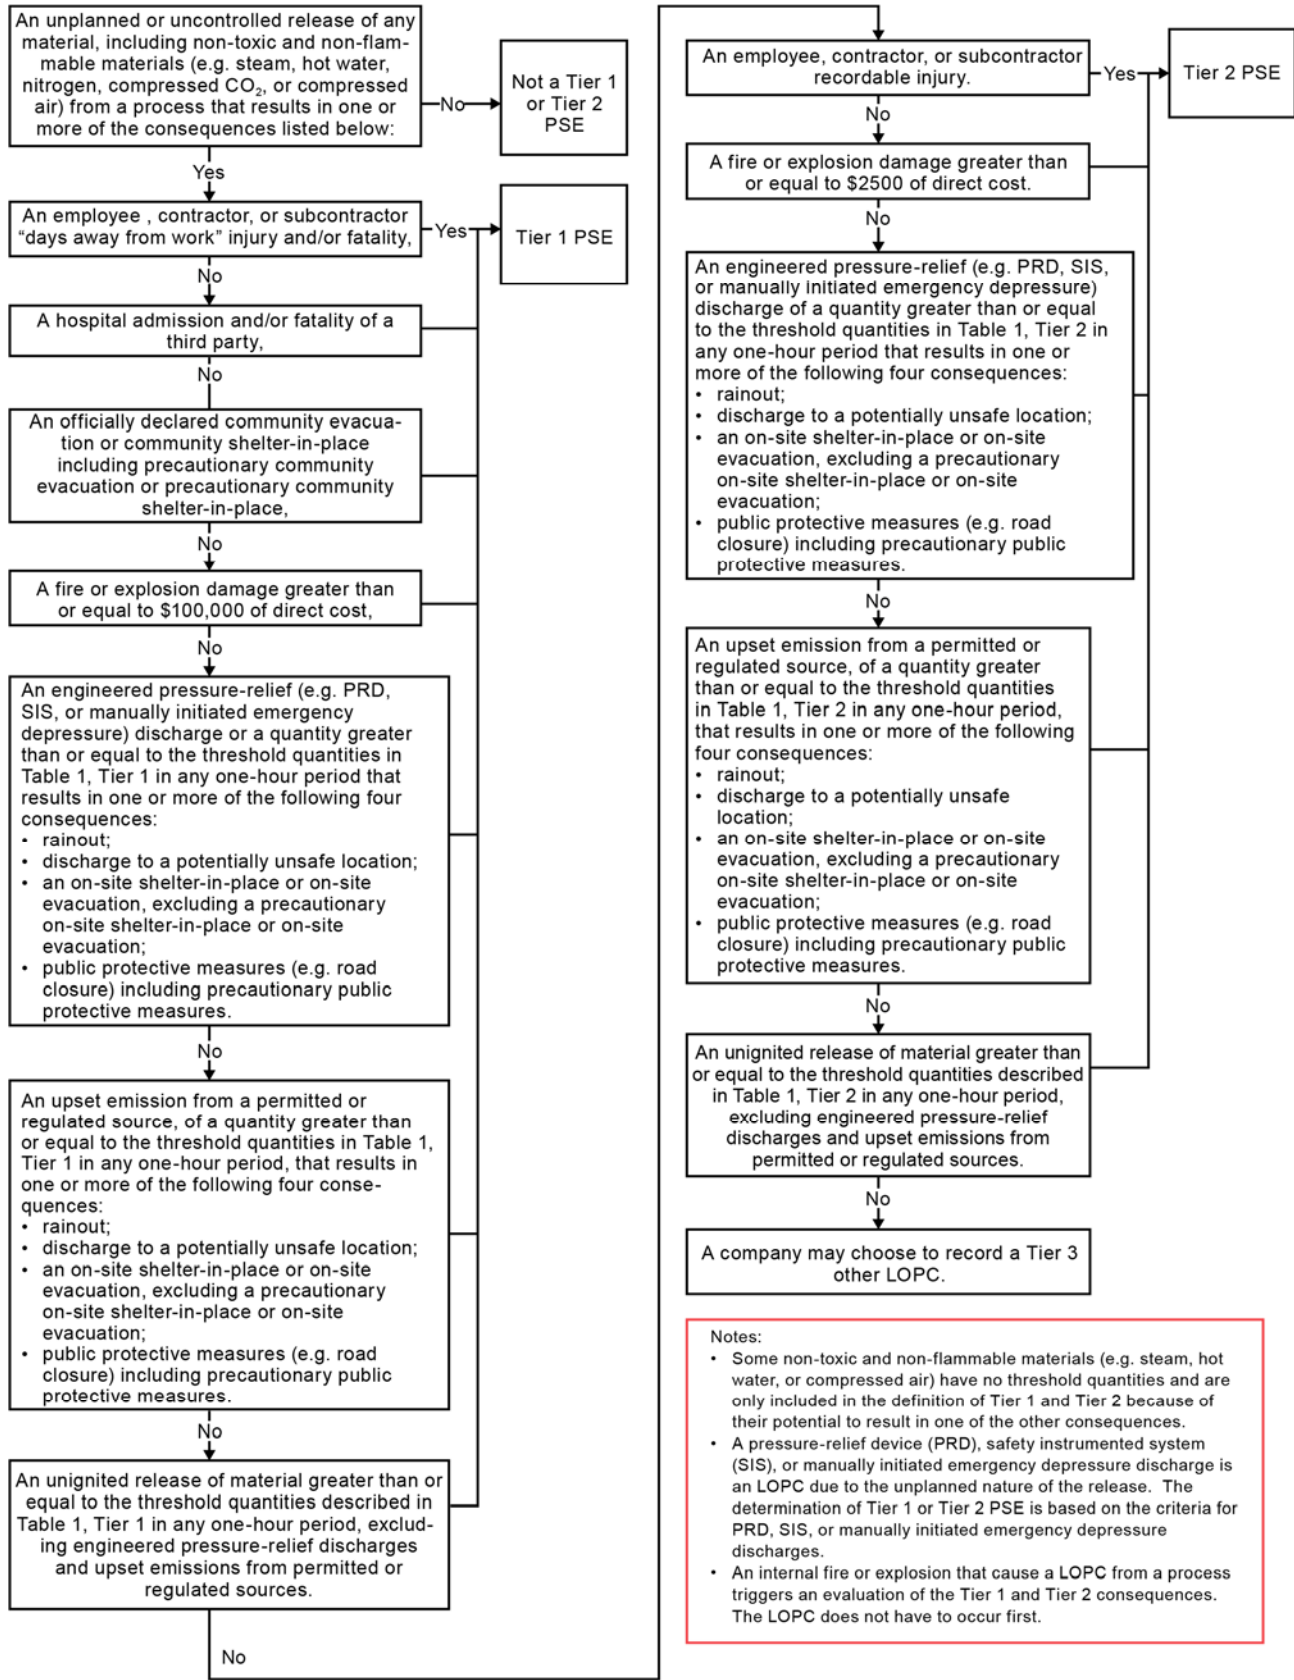 An unplanned or uncontrolled release of any
material, including non-toxic and non-flam-
mable materials (e.g. steam, hot water,
nitrogen, compressed CO₂, or compressed
air) from a process that results in one or
more of the consequences listed below:
No
Not a Tier 1
or Tier 2
PSE
Yes
An employee , contractor, or subcontractor
“days away from work” injury and/or fatality,
Yes
Tier 1 PSE
No
A hospital admission and/or fatality of a
third party,
No
An officially declared community evacua-
tion or community shelter-in-place
including precautionary community
evacuation or precautionary community
shelter-in-place,
No
A fire or explosion damage greater than
or equal to $100,000 of direct cost,
No
An engineered pressure-relief (e.g. PRD,
SIS, or manually initiated emergency
depressure) discharge or a quantity greater
than or equal to the threshold quantities in
Table 1, Tier 1 in any one-hour period that
results in one or more of the following four
consequences:
• rainout;
• discharge to a potentially unsafe location;
• an on-site shelter-in-place or on-site
evacuation, excluding a precautionary
on-site shelter-in-place or on-site
evacuation;
• public protective measures (e.g. road
closure) including precautionary public
protective measures.
No
An upset emission from a permitted or
regulated source, of a quantity greater than
or equal to the threshold quantities in Table 1,
Tier 1 in any one-hour period, that results in
one or more of the following four conse-
quences:
• rainout;
• discharge to a potentially unsafe location;
• an on-site shelter-in-place or on-site
evacuation, excluding a precautionary
on-site shelter-in-place or on-site
evacuation;
• public protective measures (e.g. road
closure) including precautionary public
protective measures.
No
An unignited release of material greater than or
equal to the threshold quantities described in
Table 1, Tier 1 in any one-hour period, exclud-
ing engineered pressure-relief discharges
and upset emissions from permitted or
regulated sources.
No
An employee, contractor, or subcontractor
recordable injury.
Yes
Tier 2 PSE
No
A fire or explosion damage greater than
or equal to $2500 of direct cost.
No
An engineered pressure-relief (e.g. PRD, SIS,
or manually initiated emergency depressure)
discharge of a quantity greater than or equal
to the threshold quantities in Table 1, Tier 2 in
any one-hour period that results in one or
more of the following four consequences:
• rainout;
• discharge to a potentially unsafe location;
• an on-site shelter-in-place or on-site
evacuation, excluding a precautionary
on-site shelter-in-place or on-site
evacuation;
• public protective measures (e.g. road
closure) including precautionary public
protective measures.
No
An upset emission from a permitted or
regulated source, of a quantity greater
than or equal to the threshold quantities
in Table 1, Tier 2 in any one-hour period,
that results in one or more of the following
four consequences:
• rainout;
• discharge to a potentially unsafe
location;
• an on-site shelter-in-place or on-site
evacuation, excluding a precautionary
on-site shelter-in-place or on-site
evacuation;
• public protective measures (e.g. road
closure) including precautionary public
protective measures.
No
An unignited release of material greater than
or equal to the threshold quantities described
in Table 1, Tier 2 in any one-hour period,
excluding engineered pressure-relief
discharges and upset emissions from
permitted or regulated sources.
No
A company may choose to record a Tier 3
other LOPC.
Notes:
• Some non-toxic and non-flammable materials (e.g. steam, hot
water, or compressed air) have no threshold quantities and are
only included in the definition of Tier 1 and Tier 2 because of
their potential to result in one of the other consequences.
• A pressure-relief device (PRD), safety instrumented system
(SIS), or manually initiated emergency depressure discharge is
an LOPC due to the unplanned nature of the release. The
determination of Tier 1 or Tier 2 PSE is based on the criteria for
PRD, SIS, or manually initiated emergency depressure
discharges.
• An internal fire or explosion that cause a LOPC from a process
triggers an evaluation of the Tier 1 and Tier 2 consequences.
The LOPC does not have to occur first.